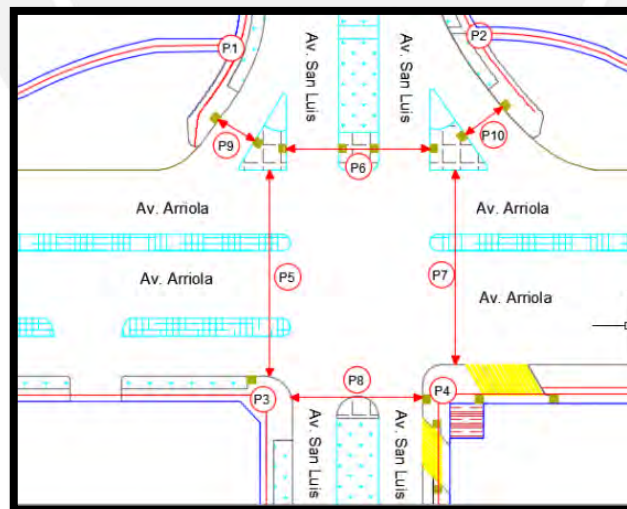 P1
Av. San Luis
Av. San Luis
P2
P9
P6
P10
Av. Arriola
Av. Arriola
Av. Arriola
P5
P7
Av. Arriola
P3
P8
P4
Av. San Luis
Av. San Luis